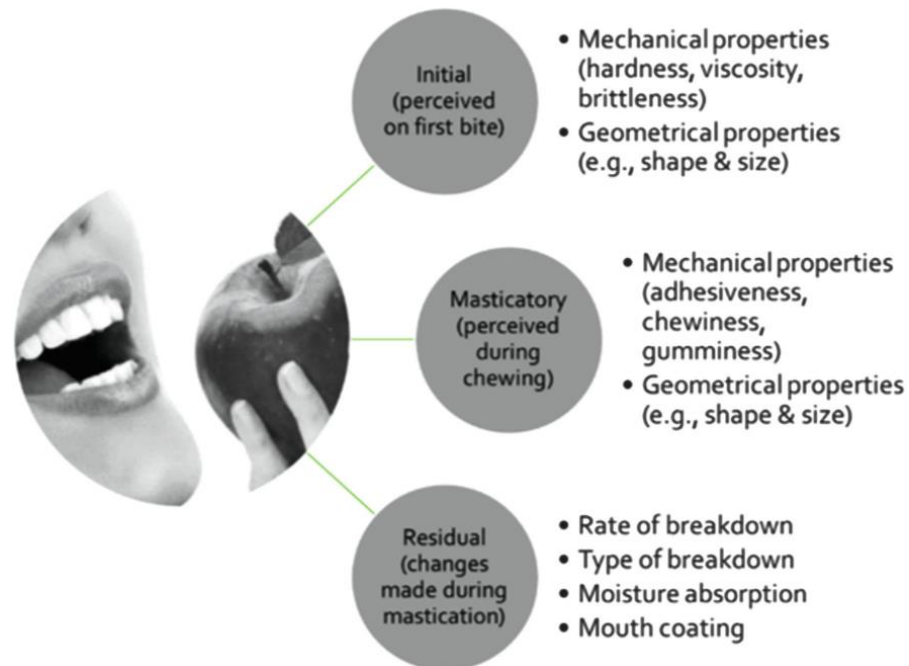 Initial
(perceived
on first bite)
• Mechanical properties
(hardness, viscosity,
brittleness)
• Geometrical properties
(e.g., shape & size)
Masticatory
(perceived
during
chewing)
• Mechanical properties
(adhesiveness,
chewiness,
gumminess)
• Geometrical properties
(e.g., shape & size)
Residual
(changes
made during
mastication)
• Rate of breakdown
• Type of breakdown
• Moisture absorption
• Mouth coating